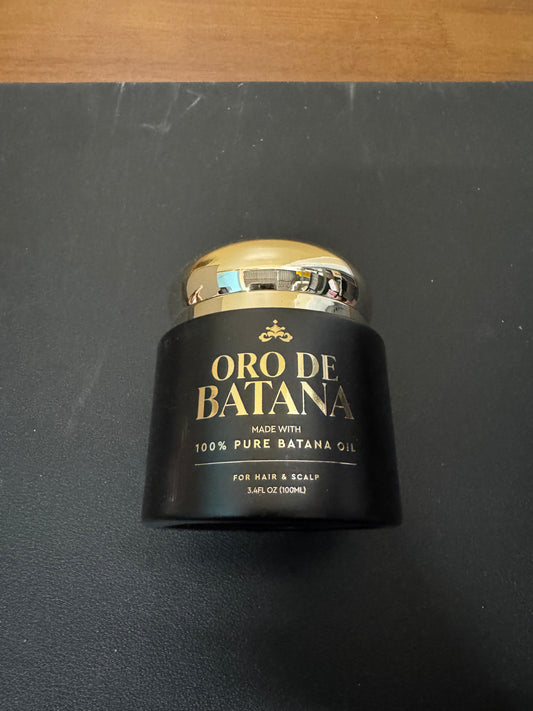 ORO DE
BATANA
MADE WITH
100% PURE BATANA OIL
FOR HAIR & SCALP
3.4FL OZ (100ML)